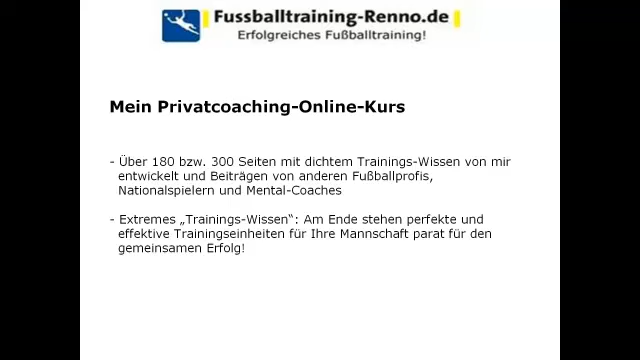 Fussballtraining-Renno.de
Erfolgreiches Fußballtraining!
Mein Privatcoaching-Online-Kurs
- Über 180 bzw. 300 Seiten mit dichtem Trainings-Wissen von mir
entwickelt und Beiträgen von anderen Fußballprofis,
Nationalspielern und Mental-Coaches
- Extremes „Trainings-Wissen“: Am Ende stehen perfekte und
effektive Trainingseinheiten für Ihre Mannschaft parat für den
gemeinsamen Erfolg!